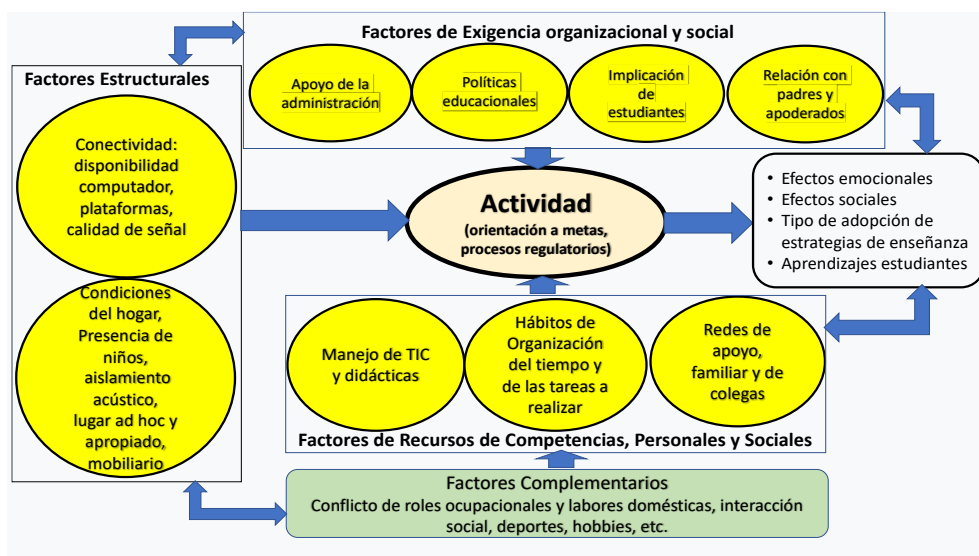 Factores de Exigencia organizacional y social
Apoyo de la
administración
Políticas
educacionales
Implicación
de
estudiantes
Relación con
padres y
apoderados
Factores Estructurales
Conectividad:
disponibilidad
computador,
plataformas,
calidad de señal
Condiciones
del hogar,
Presencia de
niños,
aislamiento
acústico,
lugar ad hoc y
apropiado,
mobiliario
Actividad
(orientación a metas,
procesos regulatorios)
• Efectos emocionales
• Efectos sociales
• Tipo de adopción de
estrategias de enseñanza
• Aprendizajes estudiantes
Manejo de TIC
y didácticas
Hábitos de
Organización
del tiempo y
de las tareas a
realizar
Redes de
apoyo,
familiar y de
colegas
Factores de Recursos de Competencias, Personales y Sociales
Factores Complementarios
Conflicto de roles ocupacionales y labores domésticas, interacción
social, deportes, hobbies, etc.